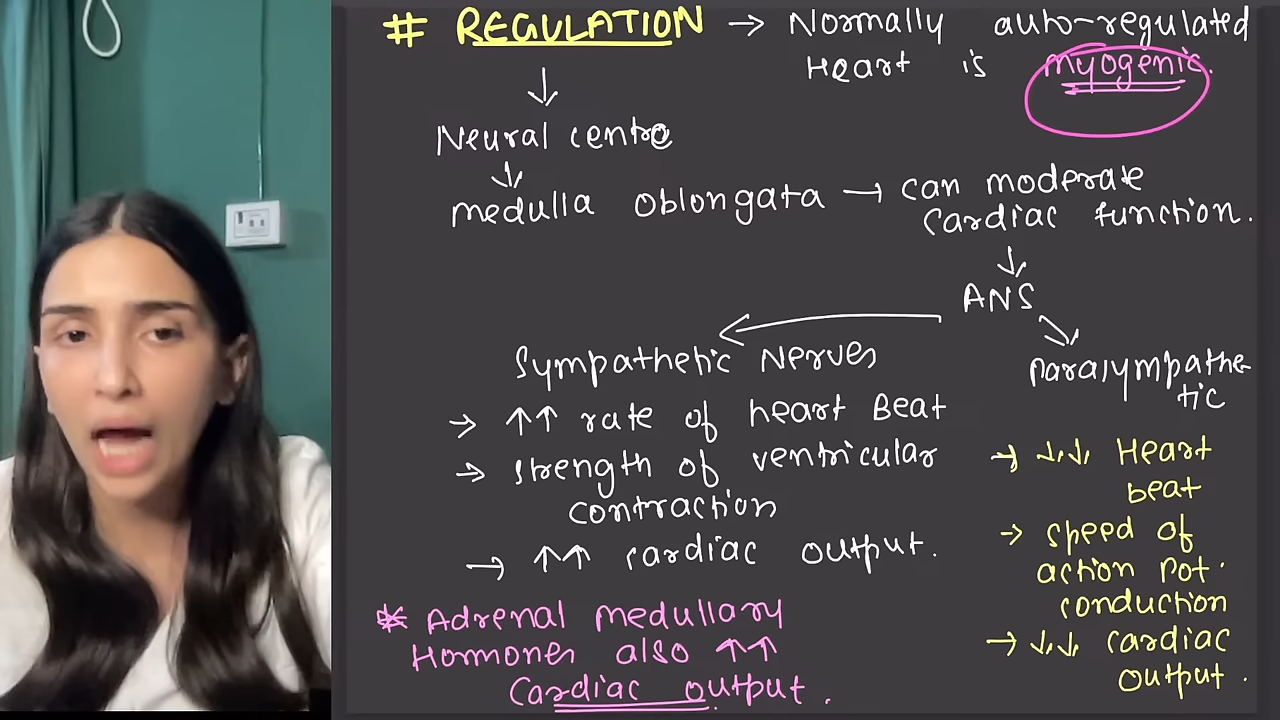 # REGULATION → Normally auto-regulated
Heart is myogenic.
↓
Neural centre
↓
medulla oblongata → can moderate
cardiac function.
↓
ANS
Sympathetic Nerves
→ ↑↑ rate of heart Beat
→ strength of ventricular
contraction
→ ↑↑ cardiac output.
* Adrenal medullary
Hormones also ↑↑
Cardiac output.
Parasympathe-
tic
→ ↓↓ Heart
beat
→ speed of
action pot.
conduction
→ ↓↓ cardiac
output.